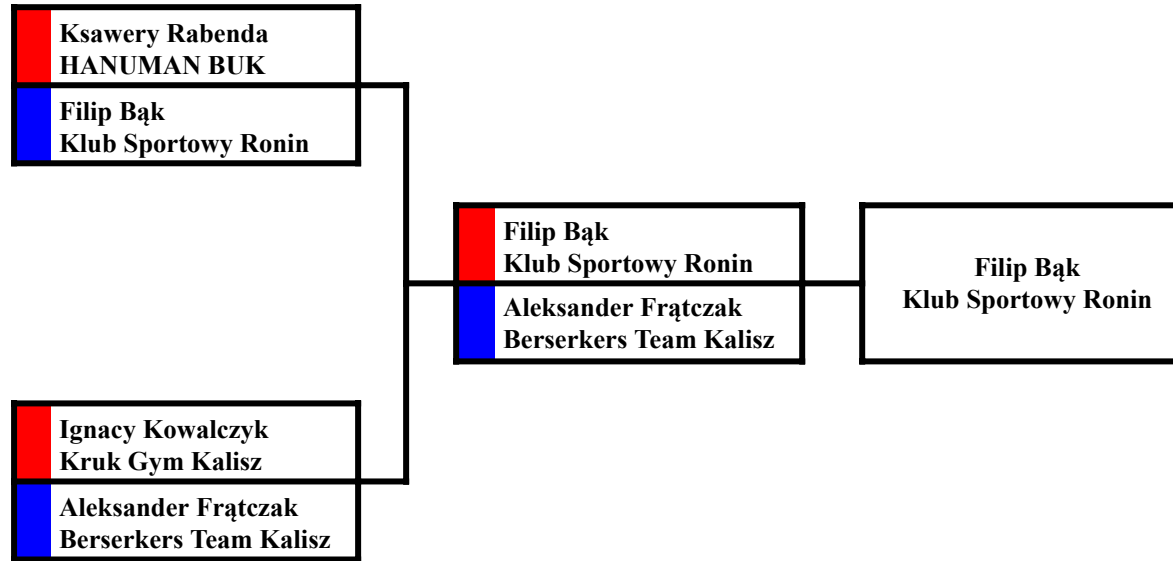 Ksawery Rabenda
HANUMAN BUK
Filip Bąk
Klub Sportowy Ronin
Filip Bąk
Klub Sportowy Ronin
Aleksander Frątczak
Berserkers Team Kalisz
Filip Bąk
Klub Sportowy Ronin
Ignacy Kowalczyk
Kruk Gym Kalisz
Aleksander Frątczak
Berserkers Team Kalisz